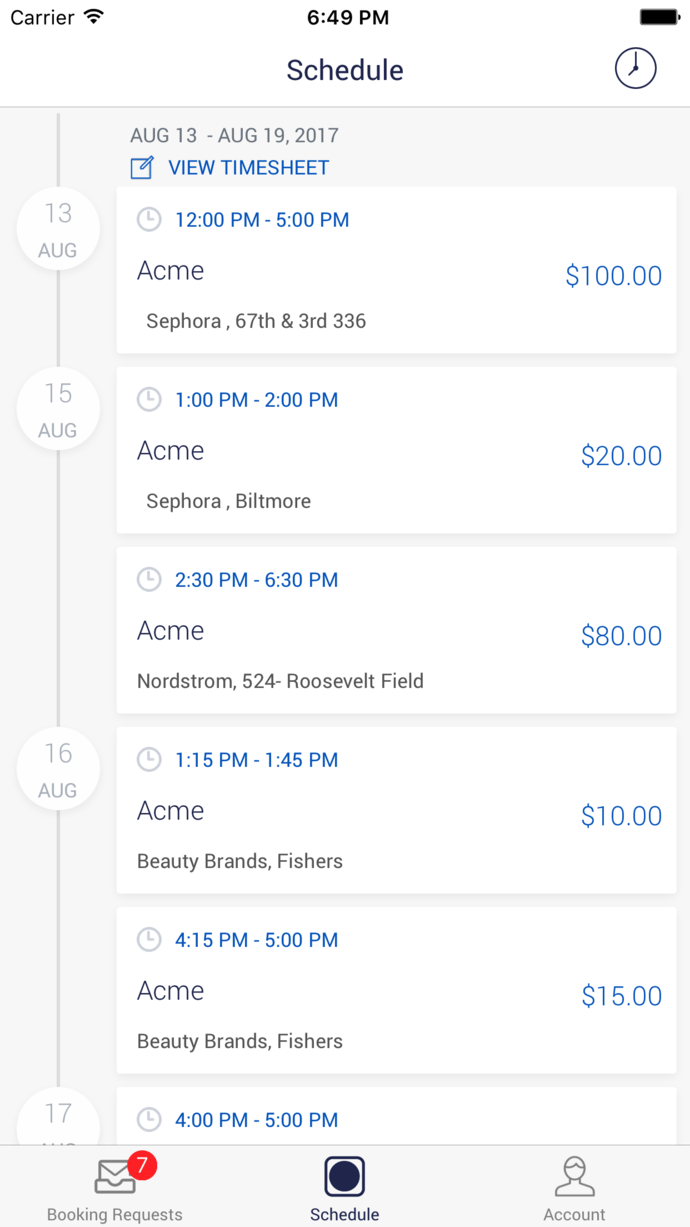 Carrier 6:49 PM
Schedule
AUG 13 - AUG 19, 2017
VIEW TIMESHEET
13
AUG
12:00 PM - 5:00 PM
Acme
$100.00
Sephora , 67th & 3rd 336
15
AUG
1:00 PM - 2:00 PM
Acme
$20.00
Sephora , Biltmore
2:30 PM - 6:30 PM
Acme
$80.00
Nordstrom, 524- Roosevelt Field
16
AUG
1:15 PM - 1:45 PM
Acme
$10.00
Beauty Brands, Fishers
4:15 PM - 5:00 PM
Acme
$15.00
Beauty Brands, Fishers
17
4:00 PM - 5:00 PM
7
Booking Requests
Schedule
Account